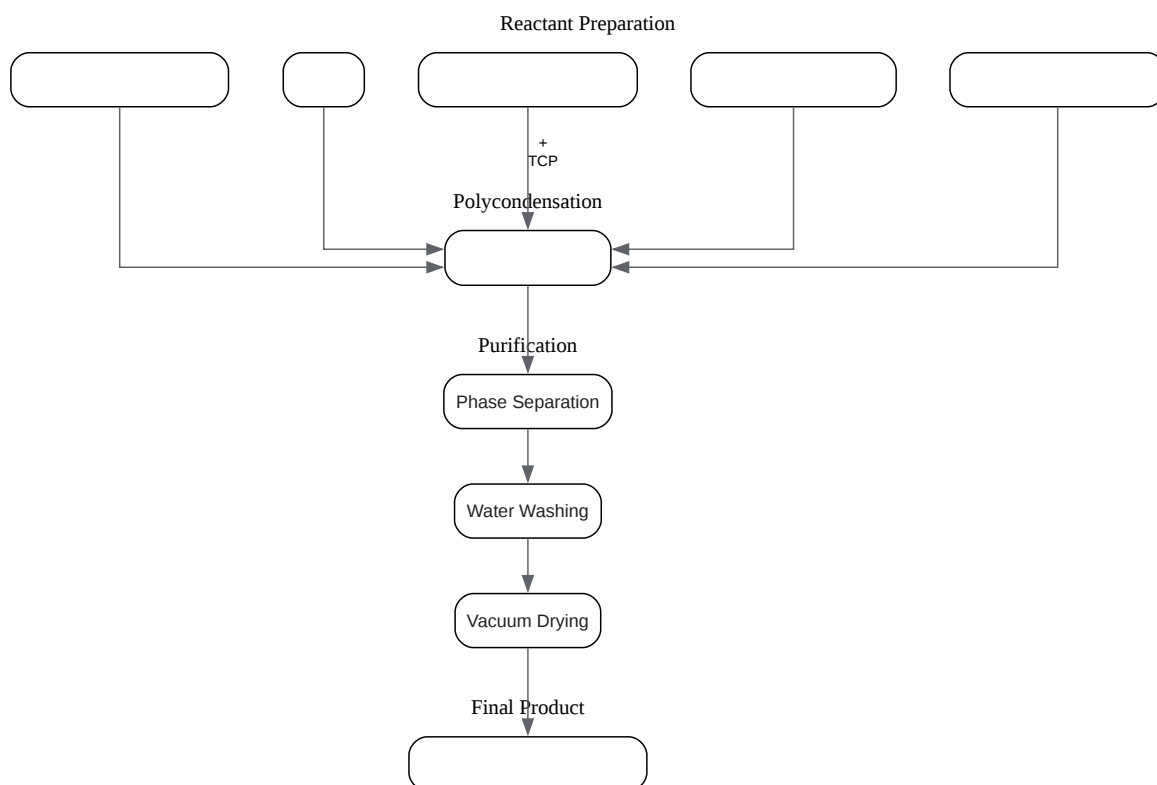 Reactant Preparation
+
TCP
Polycondensation
Purification
Phase Separation
Water Washing
Vacuum Drying
Final Product